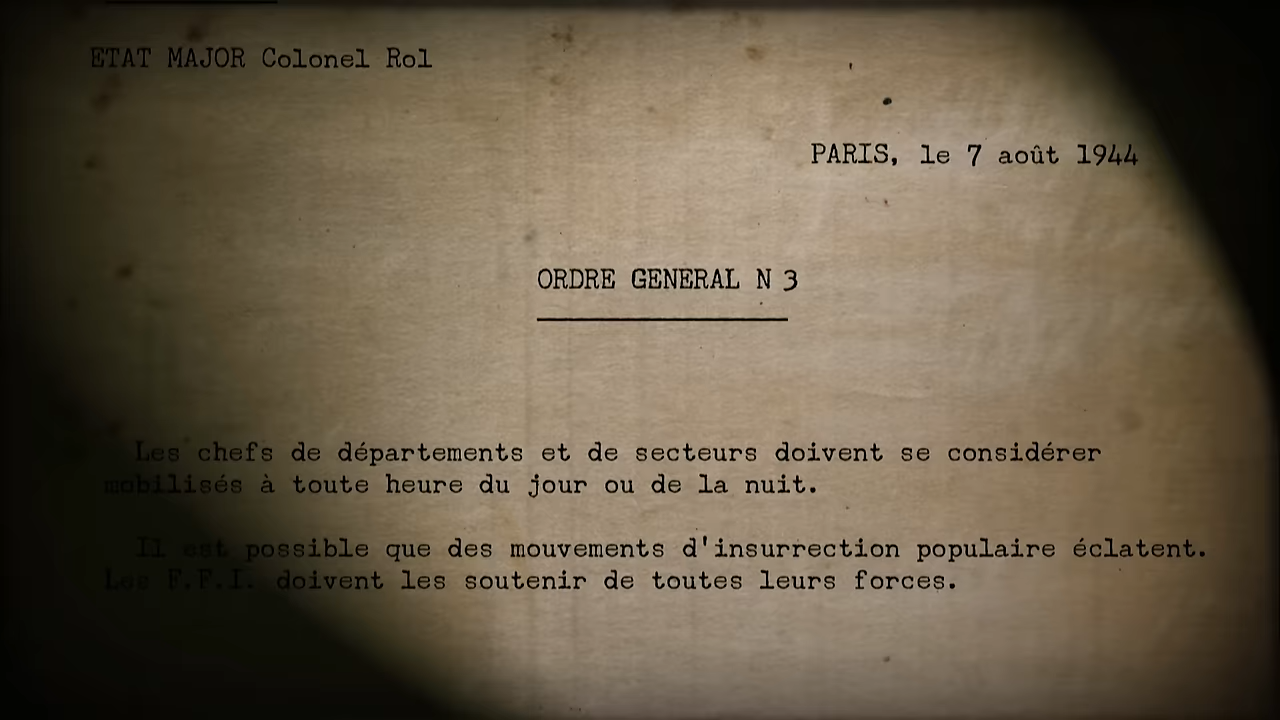 ETAT MAJOR Colonel Rol
PARIS, le 7 août 1944
ORDRE GENERAL N 3
Les chefs de départements et de secteurs doivent se considérer
mobilisés à toute heure du jour ou de la nuit.
Il est possible que des mouvements d'insurrection populaire éclatent.
Les F.F.I. doivent les soutenir de toutes leurs forces.